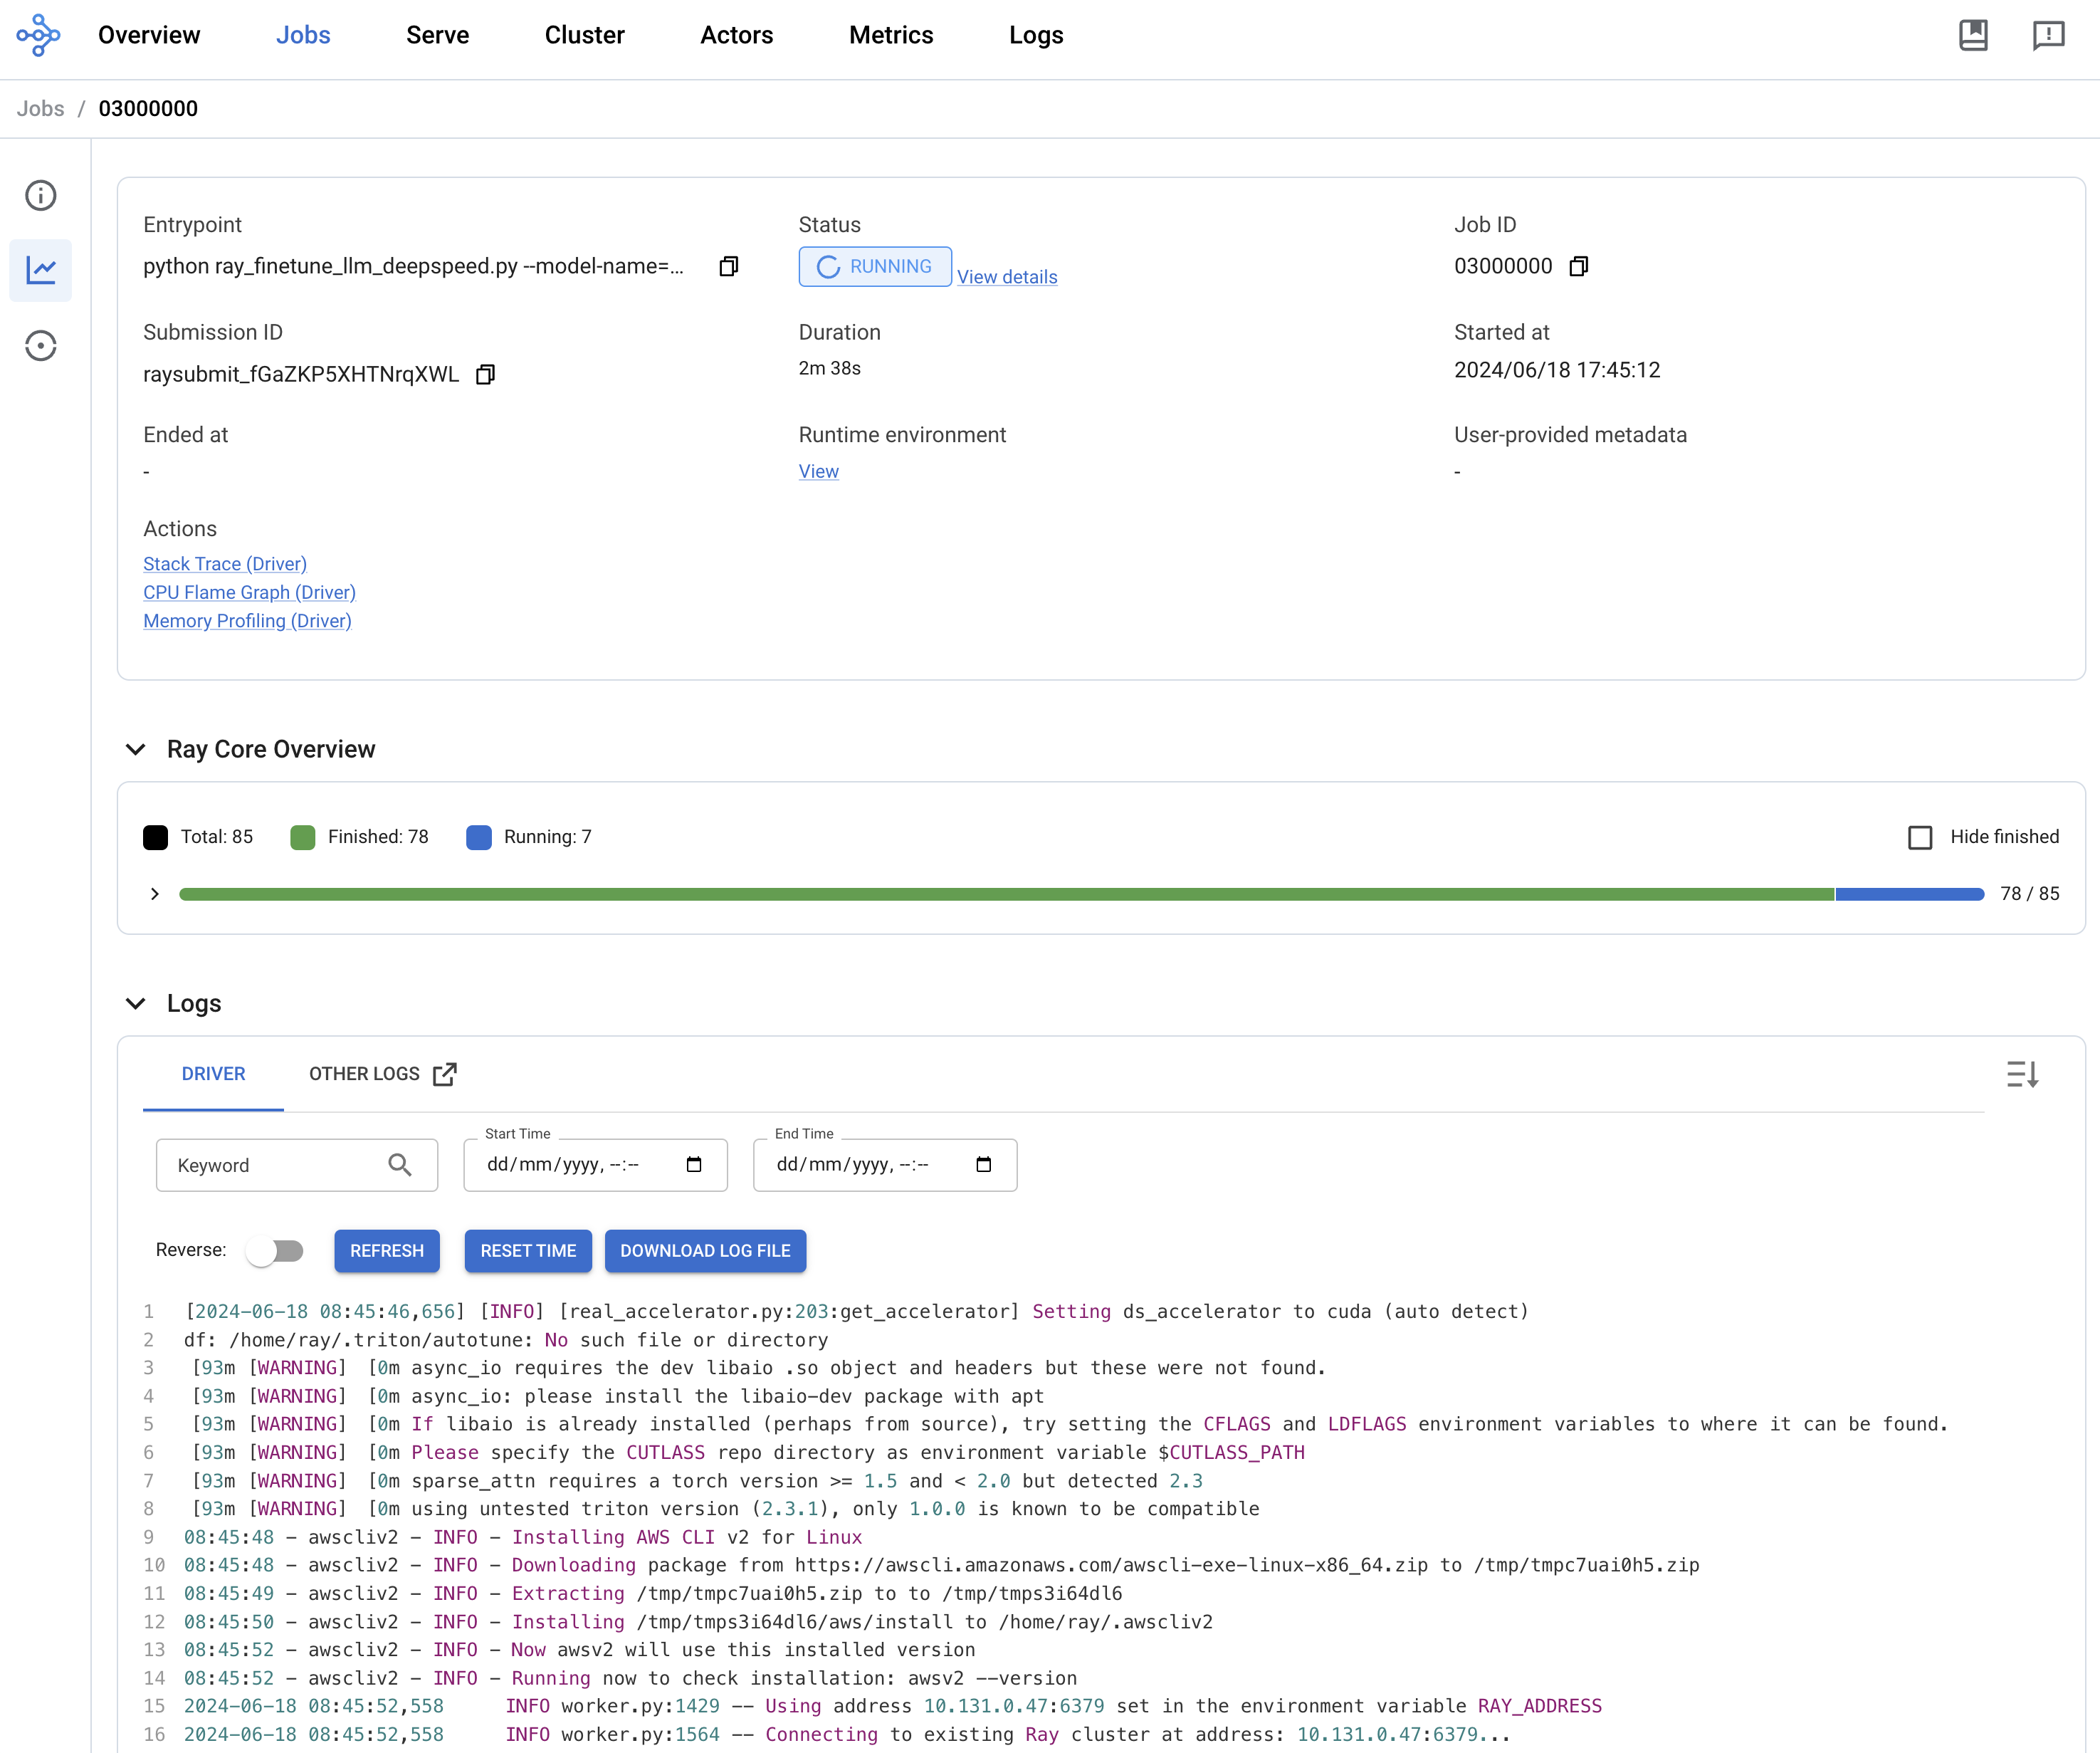 Overview Jobs Serve Cluster Actors Metrics Logs
Jobs / 03000000
Entrypoint
python ray_finetune_llm_deepspeed.py --model-name=...
Status
RUNNING View details
Job ID
03000000
Submission ID
raysubmit_fGaZKP5XHTNrqXWL
Duration
2m 38s
Started at
2024/06/18 17:45:12
Ended at
-
Runtime environment
View
User-provided metadata
-
Actions
Stack Trace (Driver)
CPU Flame Graph (Driver)
Memory Profiling (Driver)
Ray Core Overview
Total: 85 Finished: 78 Running: 7 Hide finished
78 / 85
Logs
DRIVER OTHER LOGS
Start Time End Time
Keyword dd/mm/yyyy, --:-- dd/mm/yyyy, --:--
Reverse: REFRESH RESET TIME DOWNLOAD LOG FILE
1 [2024-06-18 08:45:46,656] [INFO] [real_accelerator.py:203:get_accelerator] Setting ds_accelerator to cuda (auto detect)
2 df: /home/ray/.triton/autotune: No such file or directory
3 [93m [WARNING] [0m async_io requires the dev libaio .so object and headers but these were not found.
4 [93m [WARNING] [0m async_io: please install the libaio-dev package with apt
5 [93m [WARNING] [0m If libaio is already installed (perhaps from source), try setting the CFLAGS and LDFLAGS environment variables to where it can be found.
6 [93m [WARNING] [0m Please specify the CUTLASS repo directory as environment variable $CUTLASS_PATH
7 [93m [WARNING] [0m sparse_attn requires a torch version >= 1.5 and < 2.0 but detected 2.3
8 [93m [WARNING] [0m using untested triton version (2.3.1), only 1.0.0 is known to be compatible
9 08:45:48 - awscliv2 - INFO - Installing AWS CLI v2 for Linux
10 08:45:48 - awscliv2 - INFO - Downloading package from https://awscli.amazonaws.com/awscli-exe-linux-x86_64.zip to /tmp/tmpc7uai0h5.zip
11 08:45:49 - awscliv2 - INFO - Extracting /tmp/tmpc7uai0h5.zip to to /tmp/tmps3i64dl6
12 08:45:50 - awscliv2 - INFO - Installing /tmp/tmps3i64dl6/aws/install to /home/ray/.awscliv2
13 08:45:52 - awscliv2 - INFO - Now awsv2 will use this installed version
14 08:45:52 - awscliv2 - INFO - Running now to check installation: awsv2 --version
15 2024-06-18 08:45:52,558 INFO worker.py:1429 -- Using address 10.131.0.47:6379 set in the environment variable RAY_ADDRESS
16 2024-06-18 08:45:52,558 INFO worker.py:1564 -- Connecting to existing Ray cluster at address: 10.131.0.47:6379...